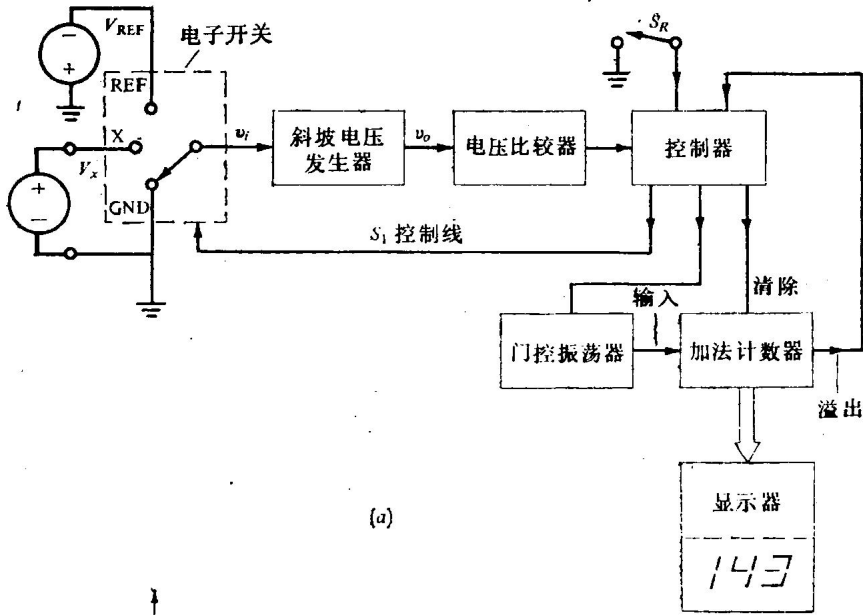 V_REF
电子开关
REF
X
V_x
GND
v_i
斜坡电压
发生器
v_o
电压比较器
S_R
控制器
S_1 控制线
输入
清除
门控振荡器
加法计数器
溢出
(a)
显示器
143